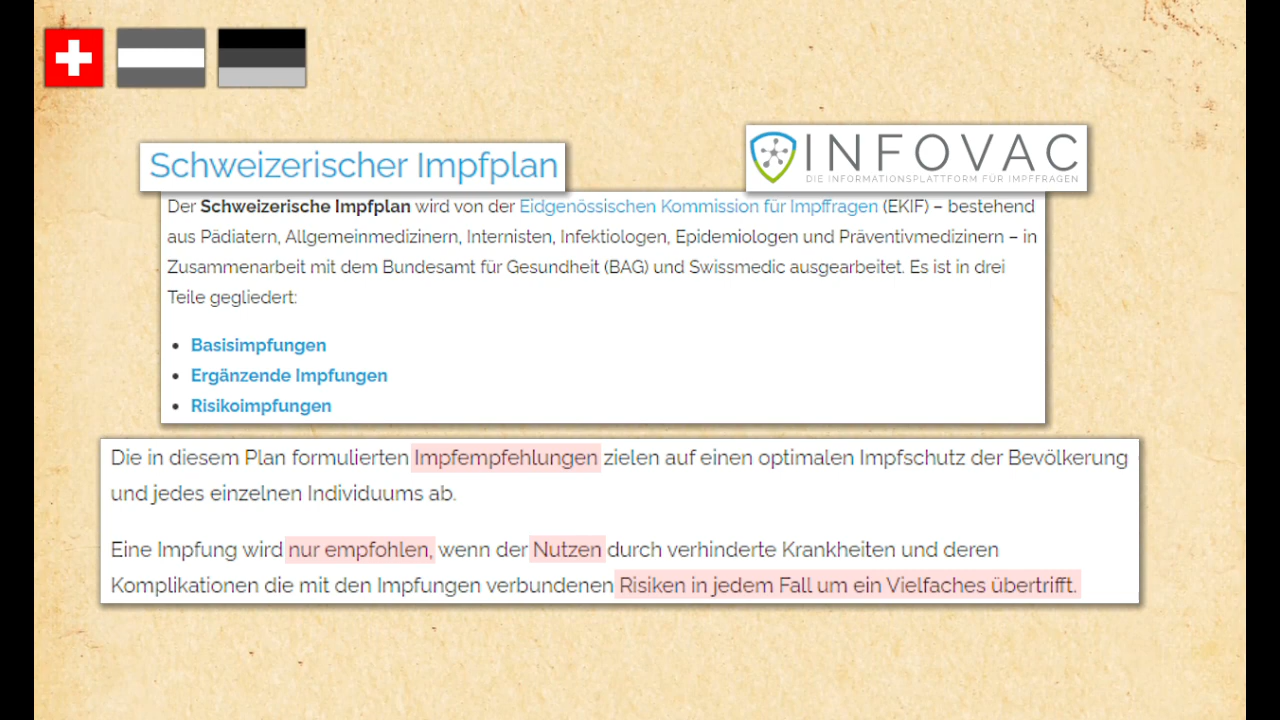 Schweizerischer Impfplan
INFOVAC
DIE INFORMATIONSPLATTFORM FÜR IMPFFRAGEN
Der Schweizerische Impfplan wird von der Eidgenössischen Kommission für Impffragen (EKIF) – bestehend
aus Pädiatern, Allgemeinmedizinern, Internisten, Infektiologen, Epidemiologen und Präventivmedizinern – in
Zusammenarbeit mit dem Bundesamt für Gesundheit (BAG) und Swissmedic ausgearbeitet. Es ist in drei
Teile gegliedert:
• Basisimpfungen
• Ergänzende Impfungen
• Risikoimpfungen
Die in diesem Plan formulierten Impfempfehlungen zielen auf einen optimalen Impfschutz der Bevölkerung
und jedes einzelnen Individuums ab.
Eine Impfung wird nur empfohlen, wenn der Nutzen durch verhinderte Krankheiten und deren
Komplikationen die mit den Impfungen verbundenen Risiken in jedem Fall um ein Vielfaches übertrifft.